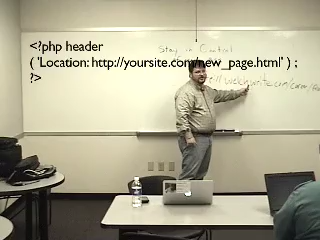 <?php header
Stay in Control
( 'Location: http://yoursite.com/new_page.html' ) ;
?>